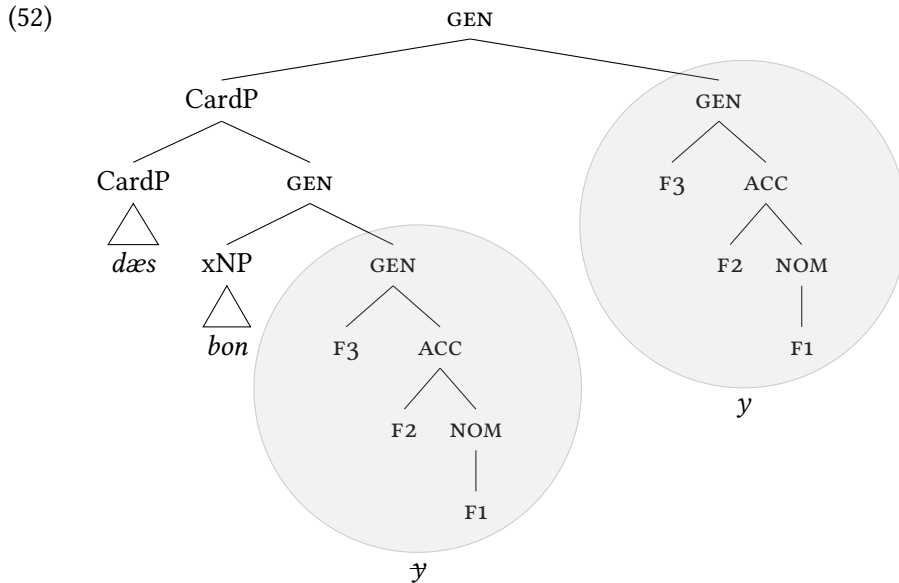 (52)
GEN
CardP GEN
F3 ACC
CardP GEN
dæs
F2 NOM
xNP GEN
bon
F3 ACC
F1
y
F2 NOM
F1
y